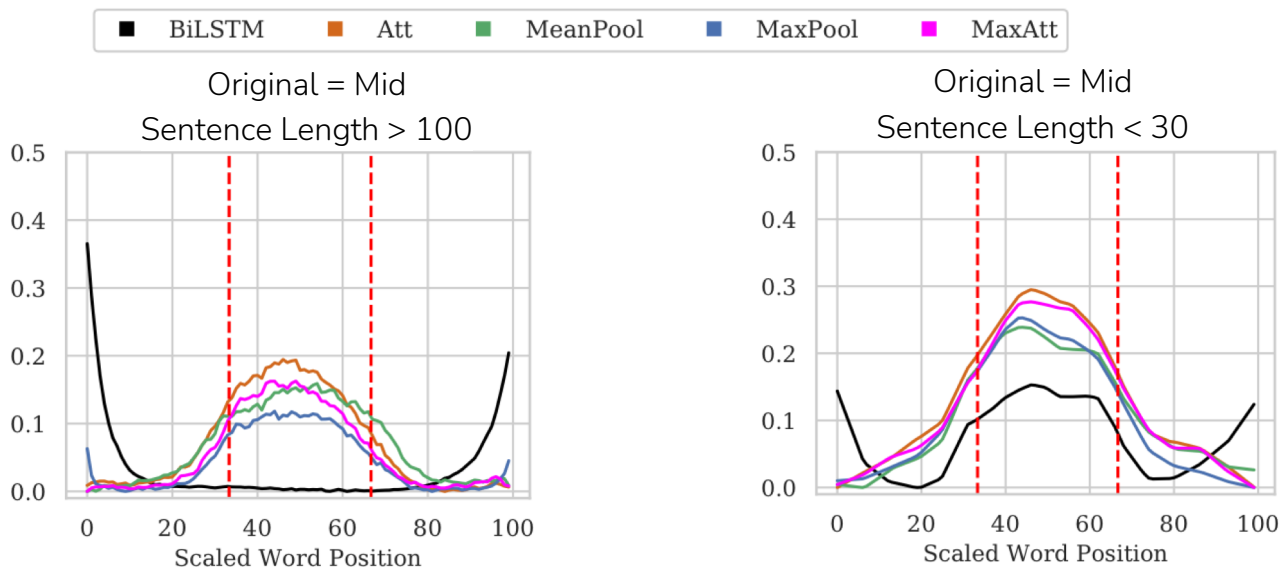 BiLSTM Att MeanPool MaxPool MaxAtt
Original = Mid
Sentence Length > 100
0.5
0.4
0.3
0.2
0.1
0.0
0 20 40 60 80 100
Scaled Word Position
Original = Mid
Sentence Length < 30
0.5
0.4
0.3
0.2
0.1
0.0
0 20 40 60 80 100
Scaled Word Position